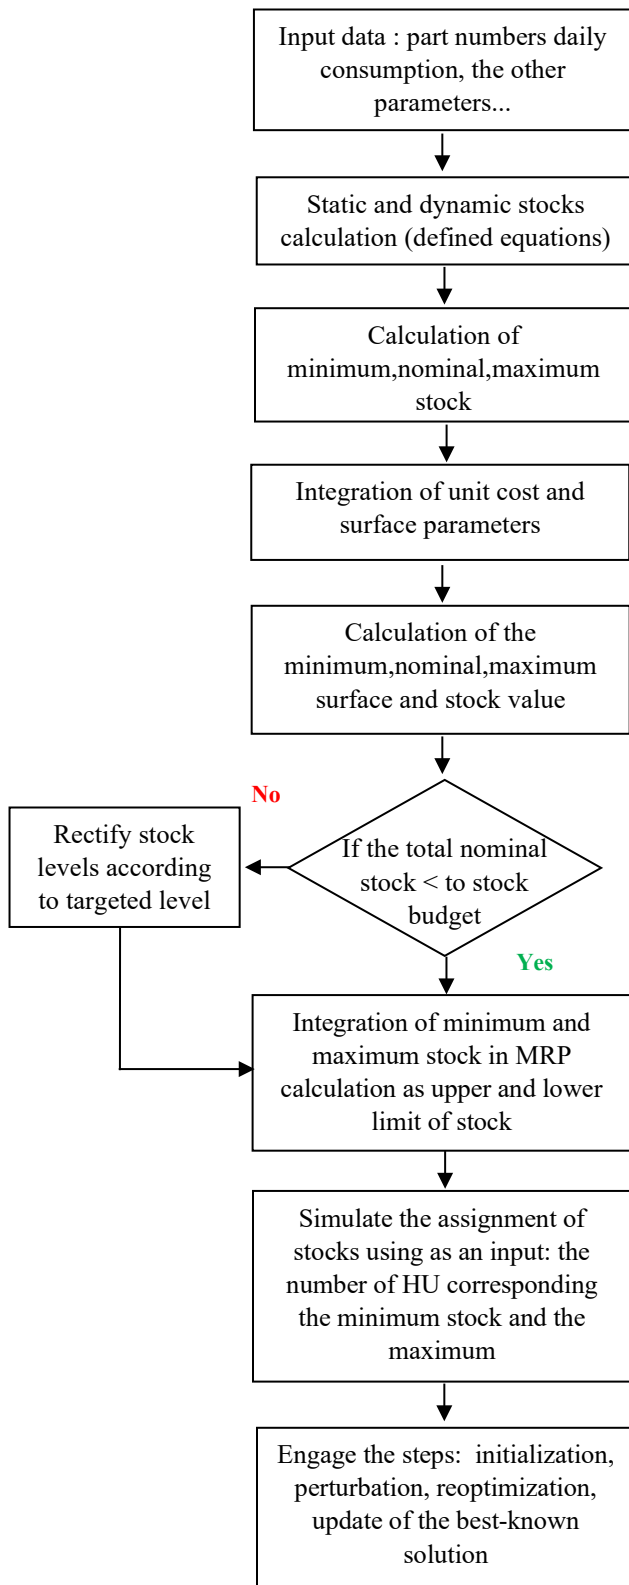 Input data : part numbers daily
consumption, the other
parameters...
Static and dynamic stocks
calculation (defined equations)
Calculation of
minimum,nominal,maximum
stock
Integration of unit cost and
surface parameters
Calculation of the
minimum,nominal,maximum
surface and stock value
No
Rectify stock
levels according
to targeted level
If the total nominal
stock < to stock
budget
Yes
Integration of minimum and
maximum stock in MRP
calculation as upper and lower
limit of stock
Simulate the assignment of
stocks using as an input: the
number of HU corresponding
the minimum stock and the
maximum
Engage the steps:  initialization,
perturbation, reoptimization,
update of the best-known
solution